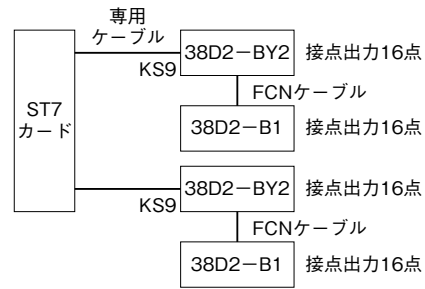 専用
ケーブル
38D2−BY2 接点出力16点
KS9
FCNケーブル
ST7
カード
38D2−B1 接点出力16点
38D2−BY2 接点出力16点
KS9
FCNケーブル
38D2−B1 接点出力16点